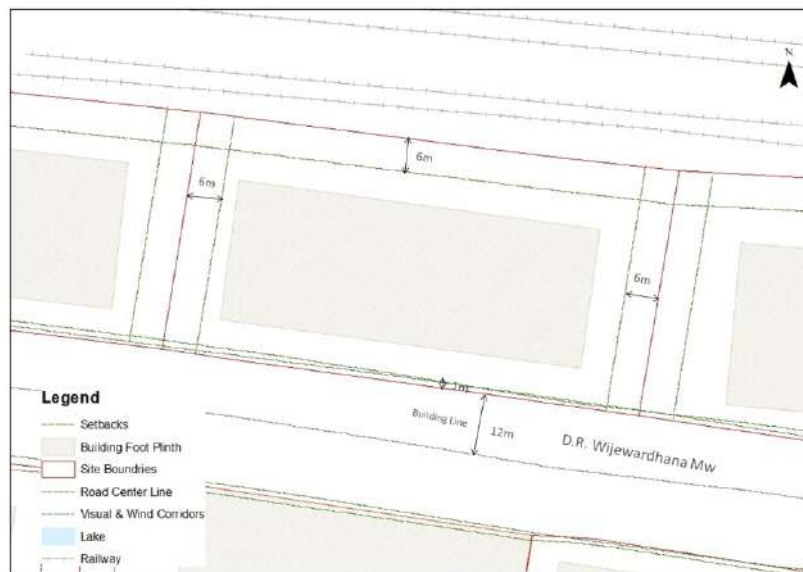 N
6m
6m
6m
1m
Building Line
12m
D.R. Wijewardhana Mw
Legend
Setbacks
Building Foot Plinth
Site Boundries
Road Center Line
Visual & Wind Corridors
Lake
Railway